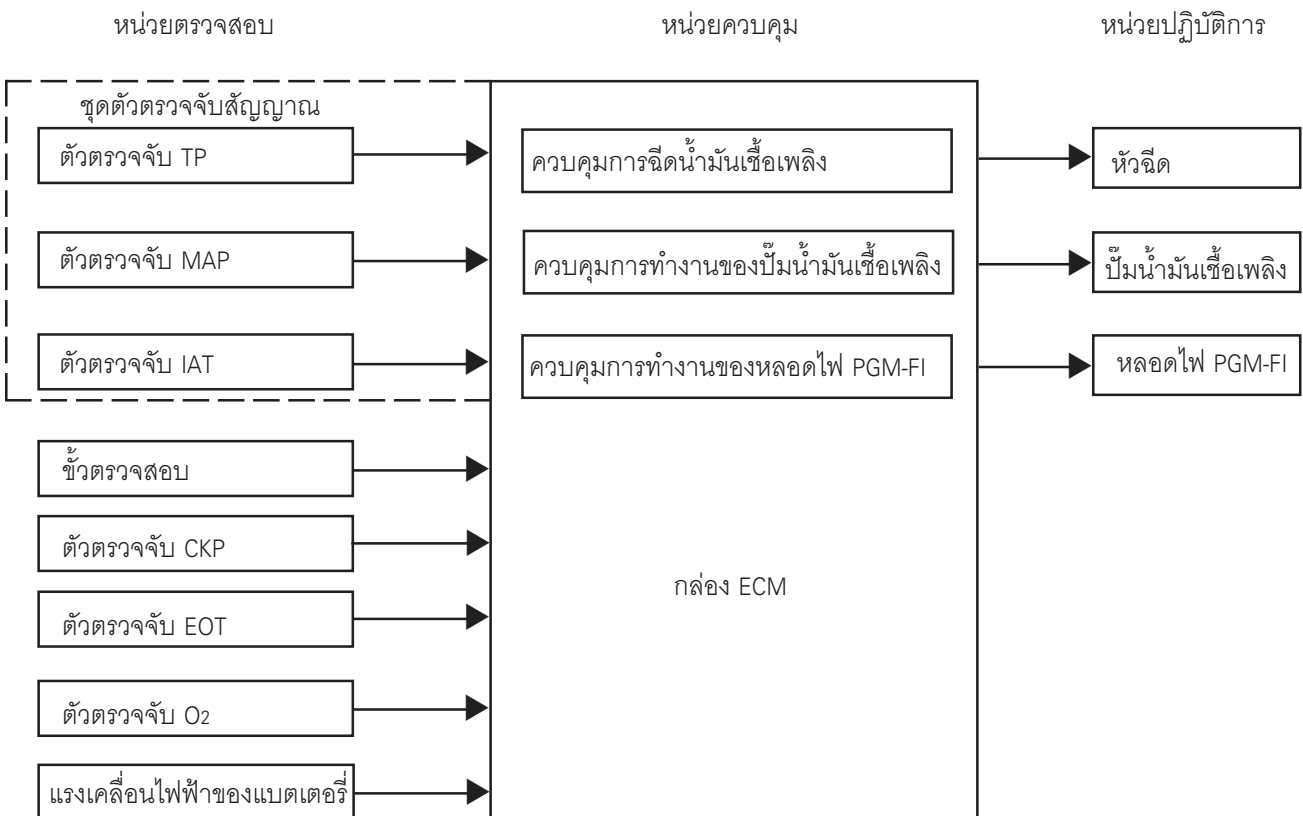 หน่วยตรวจสอบ
หน่วยควบคุม
หน่วยปฏิบัติการ
ชุดตัวตรวจจับสัญญาณ
ตัวตรวจจับ TP
ควบคุมการฉีดน้ำมันเชื้อเพลิง
หัวฉีด
ตัวตรวจจับ MAP
ควบคุมการทำงานของปั๊มน้ำมันเชื้อเพลิง
ปั๊มน้ำมันเชื้อเพลิง
ตัวตรวจจับ IAT
ควบคุมการทำงานของหลอดไฟ PGM-FI
หลอดไฟ PGM-FI
ขั้วตรวจสอบ
ตัวตรวจจับ CKP
กล่อง ECM
ตัวตรวจจับ EOT
ตัวตรวจจับ O2
แรงเคลื่อนไฟฟ้าของแบตเตอรี่